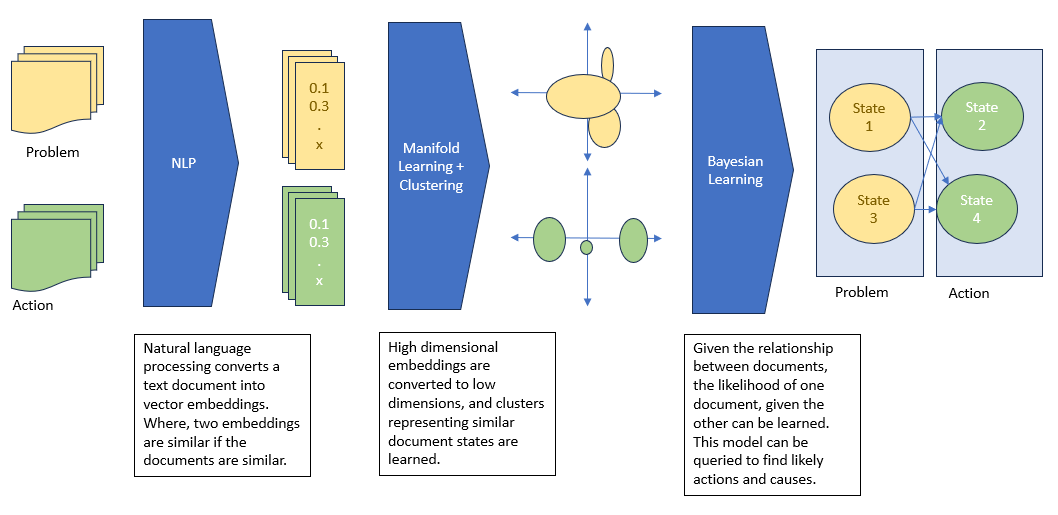 Problem
Action
NLP
0.1
0.3
.
x
0.1
0.3
.
x
Manifold
Learning +
Clustering
Bayesian
Learning
State
1
State
2
State
3
State
4
Problem
Action
Natural language
processing converts a
text document into
vector embeddings.
Where, two embeddings
are similar if the
documents are similar.
High dimensional
embeddings are
converted to low
dimensions, and clusters
representing similar
document states are
learned.
Given the relationship
between documents,
the likelihood of one
document, given the
other can be learned.
This model can be
queried to find likely
actions and causes.